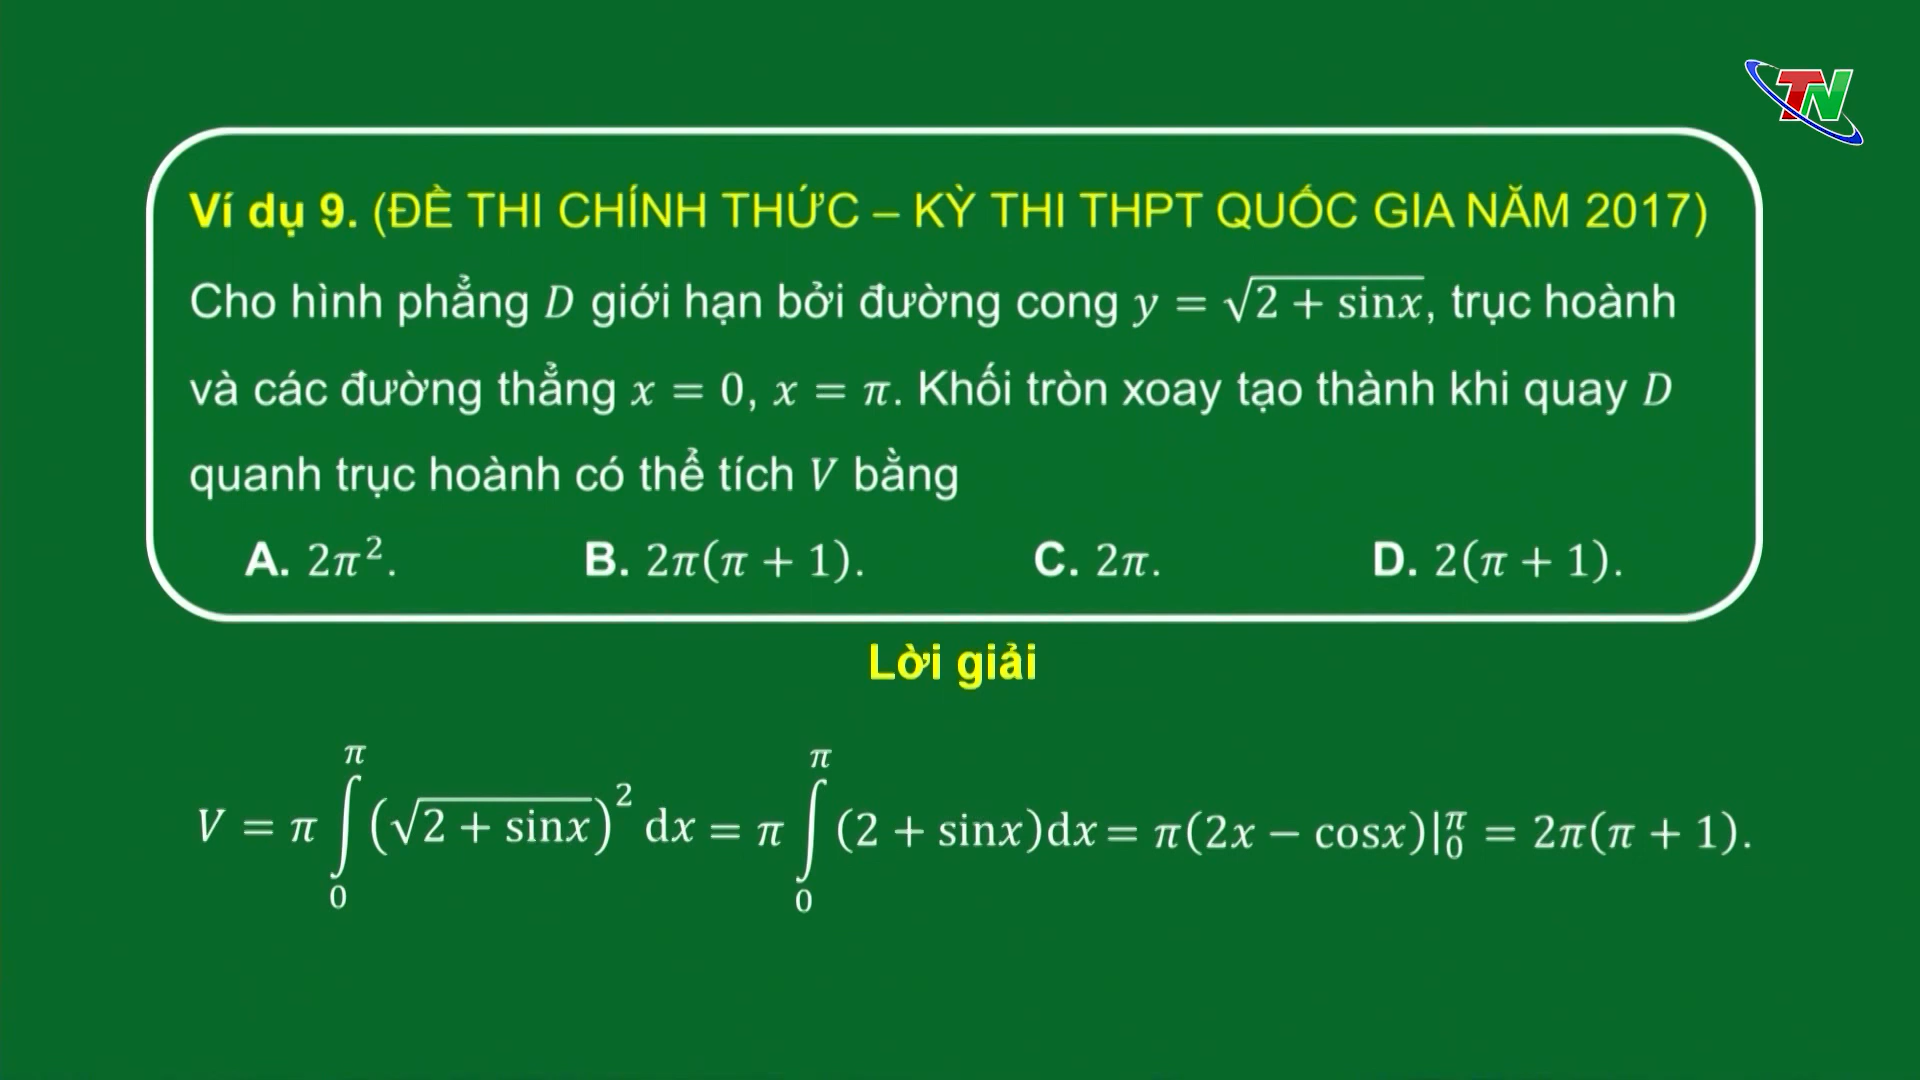 TN
Ví dụ 9. (ĐỀ THI CHÍNH THỨC – KỲ THI THPT QUỐC GIA NĂM 2017)
Cho hình phẳng D giới hạn bởi đường cong y = √(2 + sinx), trục hoành
và các đường thẳng x = 0, x = π. Khối tròn xoay tạo thành khi quay D
quanh trục hoành có thể tích V bằng
A. 2π². B. 2π(π + 1). C. 2π. D. 2(π + 1).
Lời giải
V = π ∫₀^π (√(2 + sinx))² dx = π ∫₀^π (2 + sinx)dx = π(2x − cosx)|₀^π = 2π(π + 1).